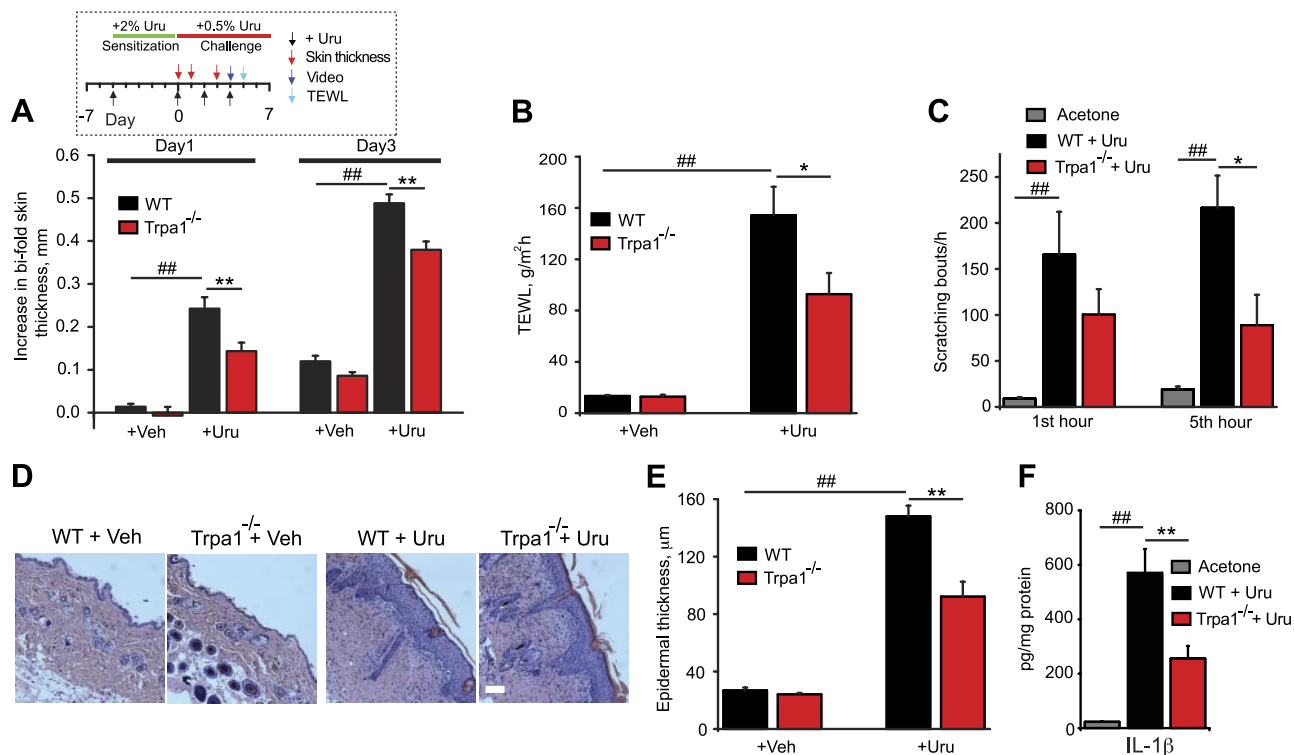 +2% Uru
+0.5% Uru
Sensitization
Challenge
+ Uru
Skin thickness
Video
TEWL
-7
Day
0
7
A
Day1
Day3
Increase in bi-fold skin
thickness, mm
0.6
0.5
0.4
0.3
0.2
0.1
0.0
WT
Trpa1-/-
##
**
##
**
+Veh
+Uru
+Veh
+Uru
B
TEWL, g/m²h
200
160
120
80
40
0
##
*
WT
Trpa1-/-
+Veh
+Uru
C
Acetone
WT + Uru
Trpa1-/-+ Uru
Scratching bouts/h
250
200
150
100
50
0
##
##
*
1st hour
5th hour
D
WT + Veh
Trpa1-/-+ Veh
WT + Uru
Trpa1-/-+ Uru
E
Epidermal thickness, µm
160
120
80
40
0
##
**
WT
Trpa1-/-
+Veh
+Uru
F
pg/mg protein
800
600
400
200
0
##
**
Acetone
WT + Uru
Trpa1-/-+ Uru
IL-1β